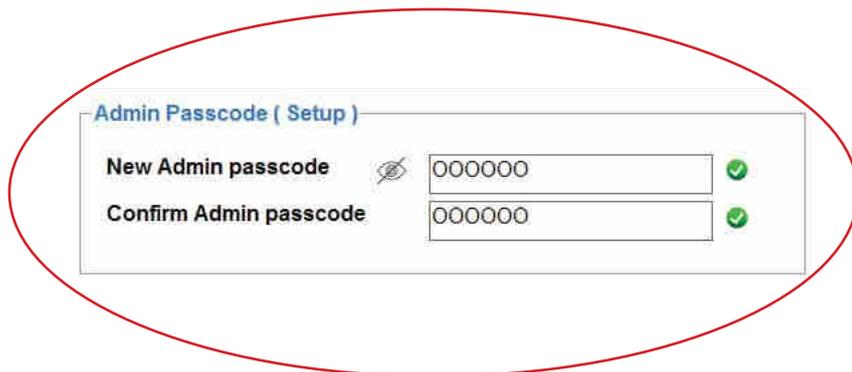 Admin Passcode ( Setup )
New Admin passcode OOOOOO
Confirm Admin passcode OOOOOO